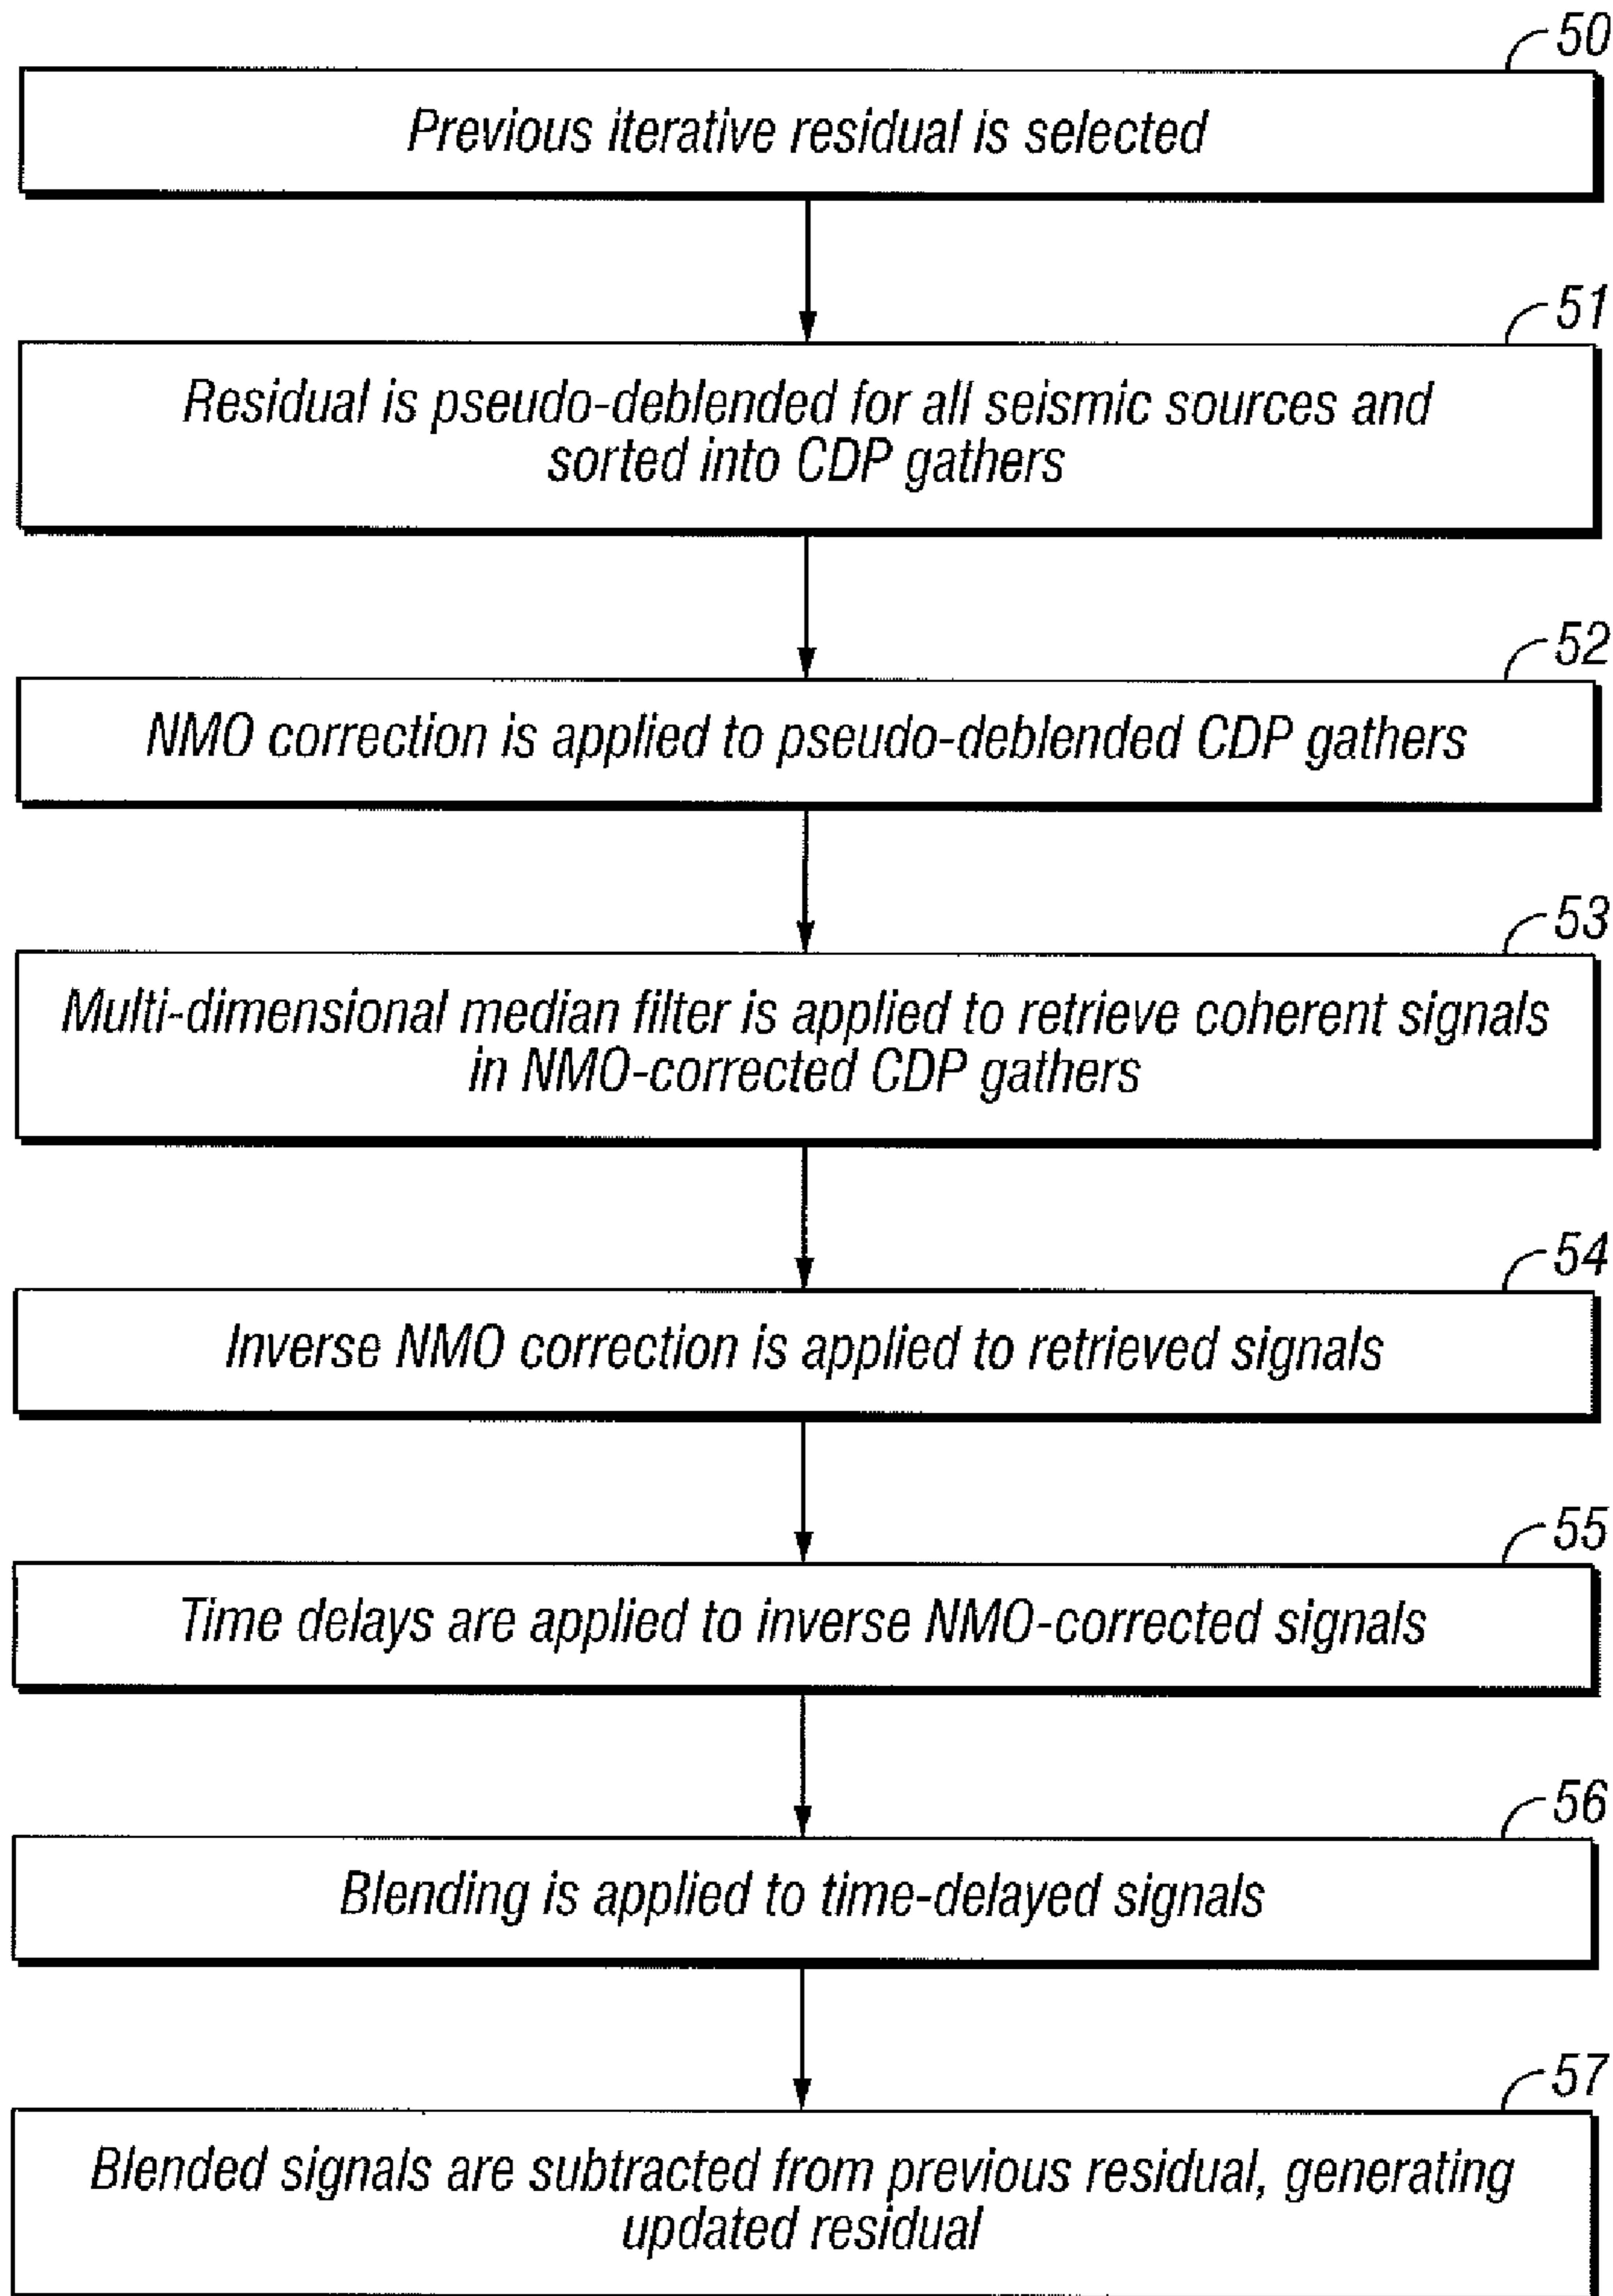 50
Previous iterative residual is selected
51
Residual is pseudo-deblended for all seismic sources and
sorted into CDP gathers
52
NMO correction is applied to pseudo-deblended CDP gathers
53
Multi-dimensional median filter is applied to retrieve coherent signals
in NMO-corrected CDP gathers
54
Inverse NMO correction is applied to retrieved signals
55
Time delays are applied to inverse NMO-corrected signals
56
Blending is applied to time-delayed signals
57
Blended signals are subtracted from previous residual, generating
updated residual